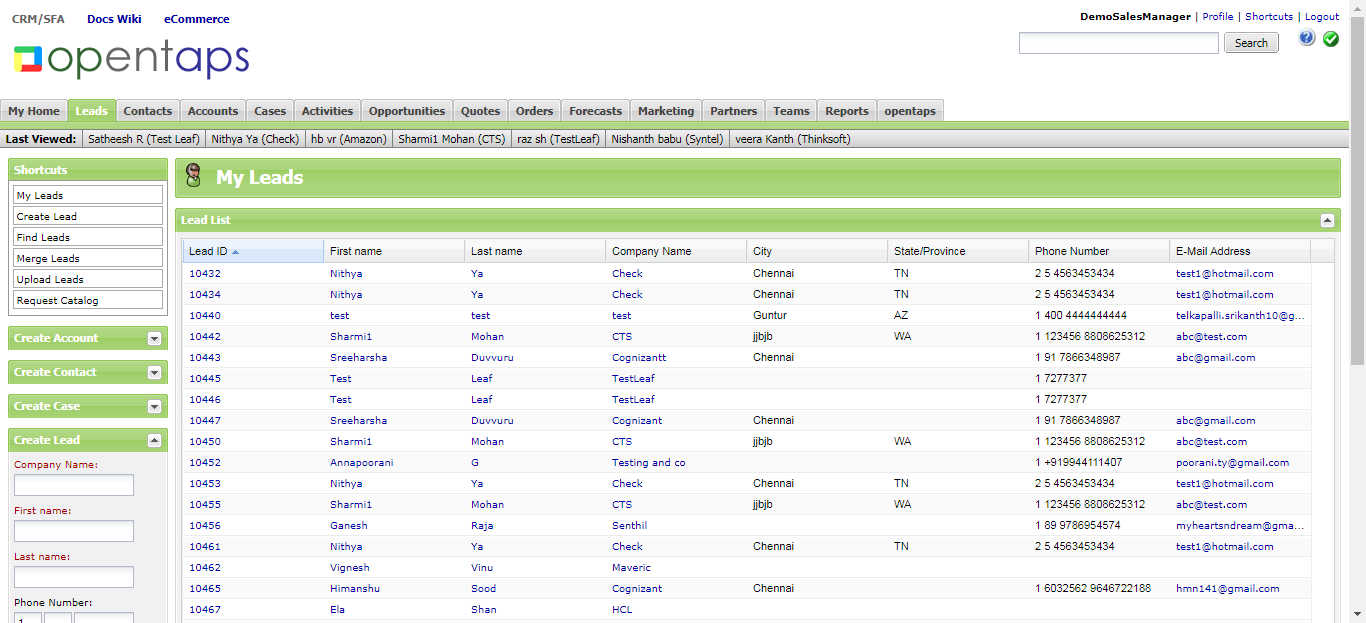 CRM/SFA Docs Wiki eCommerce
DemoSalesManager | Profile | Shortcuts | Logout
opentaps
Search
My Home Leads Contacts Accounts Cases Activities Opportunities Quotes Orders Forecasts Marketing Partners Teams Reports opentaps
Last Viewed: Satheesh R (Test Leaf) Nithya Ya (Check) hb vr (Amazon) Sharmi1 Mohan (CTS) raz sh (TestLeaf) Nishanth babu (Syntel) veera Kanth (Thinksoft)
Shortcuts
My Leads
Create Lead
Find Leads
Merge Leads
Upload Leads
Request Catalog
Create Account
Create Contact
Create Case
Create Lead
Company Name:
First name:
Last name:
Phone Number:
1
My Leads
Lead List
Lead ID First name Last name Company Name City State/Province Phone Number E-Mail Address
10432 Nithya Ya Check Chennai TN 2 5 4563453434 test1@hotmail.com
10434 Nithya Ya Check Chennai TN 2 5 4563453434 test1@hotmail.com
10440 test test test Guntur AZ 1 400 4444444444 telkapalli.srikanth10@g...
10442 Sharmi1 Mohan CTS jjbjb WA 1 123456 8808625312 abc@test.com
10443 Sreeharsha Duvvuru Cognizantt Chennai 1 91 7866348987 abc@gmail.com
10445 Test Leaf TestLeaf 1 7277377
10446 Test Leaf TestLeaf 1 7277377
10447 Sreeharsha Duvvuru Cognizant Chennai 1 91 7866348987 abc@gmail.com
10450 Sharmi1 Mohan CTS jjbjb WA 1 123456 8808625312 abc@test.com
10452 Annapoorani G Testing and co 1 +919944111407 poorani.ty@gmail.com
10453 Nithya Ya Check Chennai TN 2 5 4563453434 test1@hotmail.com
10455 Sharmi1 Mohan CTS jjbjb WA 1 123456 8808625312 abc@test.com
10456 Ganesh Raja Senthil 1 89 9786954574 myheartsndream@gma...
10461 Nithya Ya Check Chennai TN 2 5 4563453434 test1@hotmail.com
10462 Vignesh Vinu Maveric
10465 Himanshu Sood Cognizant Chennai 1 6032562 9646722188 hmn141@gmail.com
10467 Ela Shan HCL